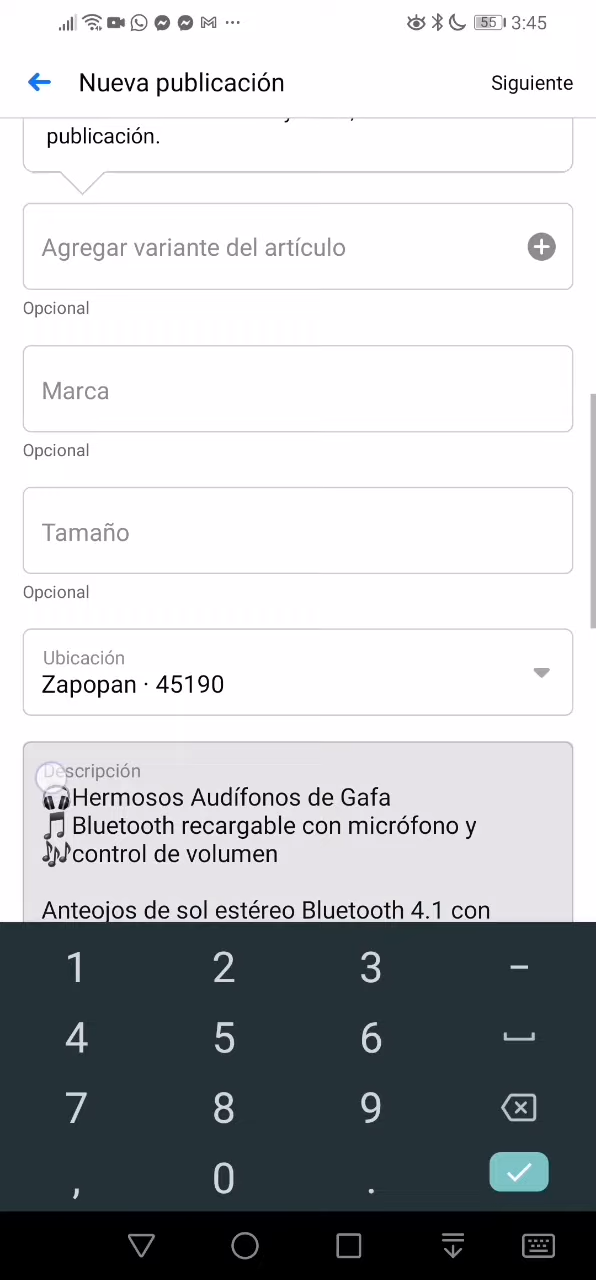 55 3:45
Nueva publicación
Siguiente
publicación.
Agregar variante del artículo
Opcional
Marca
Opcional
Tamaño
Opcional
Ubicación
Zapopan · 45190
Descripción
🎧Hermosos Audífonos de Gafa
🎵Bluetooth recargable con micrófono y
🎶control de volumen
Anteojos de sol estéreo Bluetooth 4.1 con
1 2 3 -
4 5 6
7 8 9
, 0 .